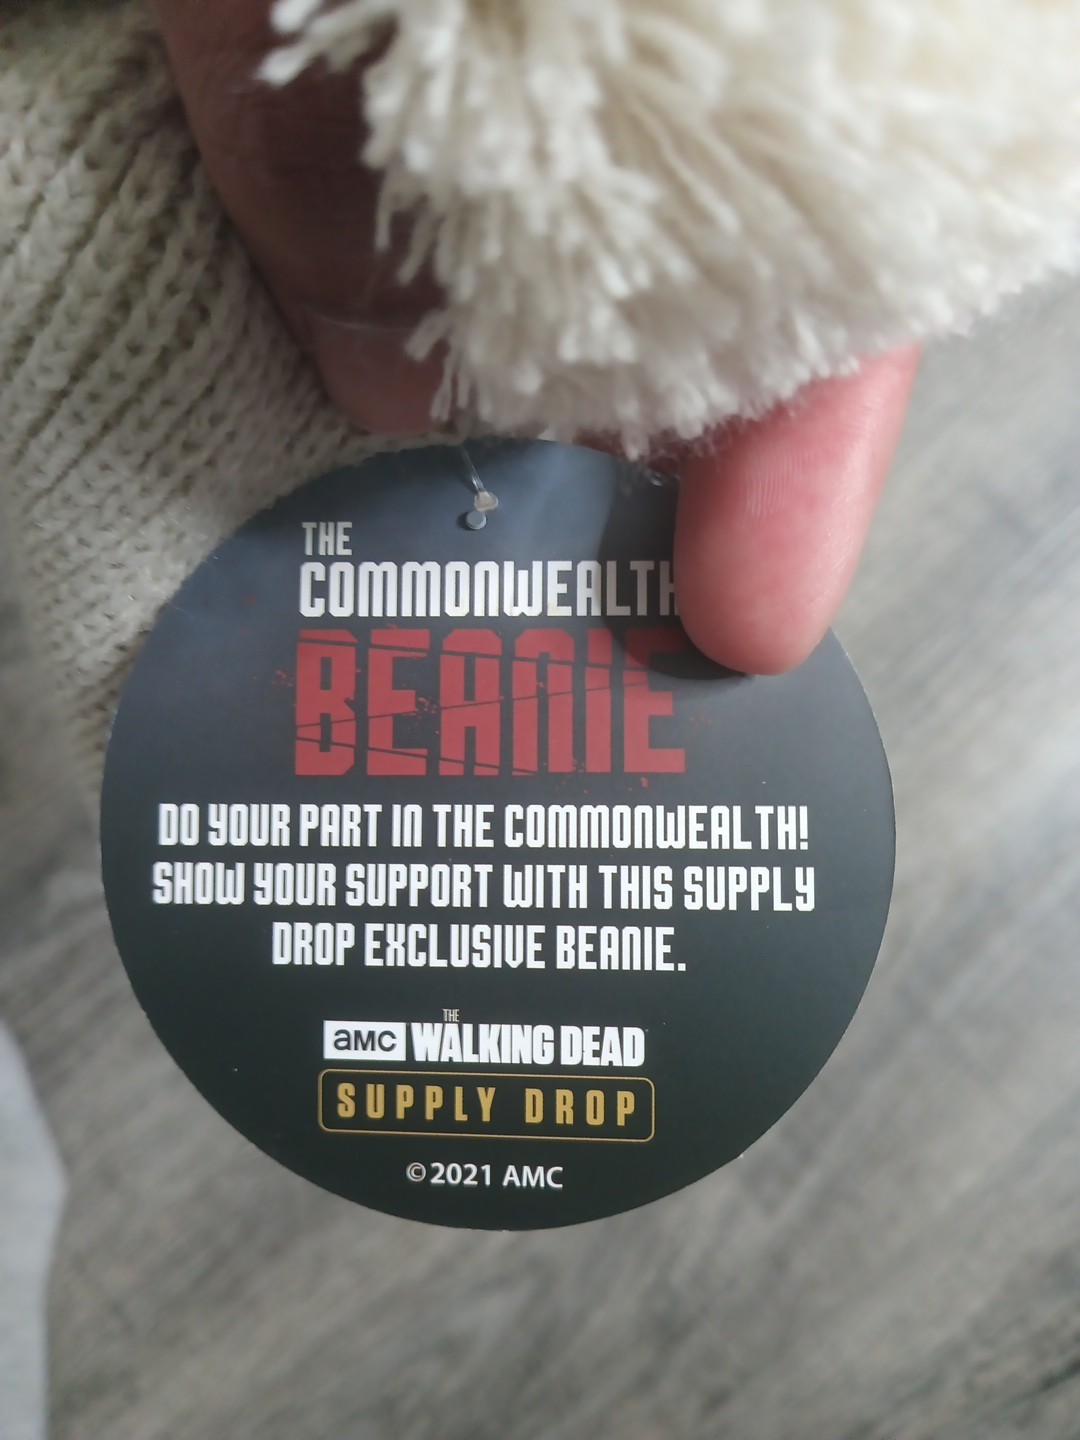 THE
COMMONWEALTH
BEANIE
DO YOUR PART IN THE COMMONWEALTH!
SHOW YOUR SUPPORT WITH THIS SUPPLY
DROP EXCLUSIVE BEANIE.
amc THE WALKING DEAD
SUPPLY DROP
© 2021 AMC